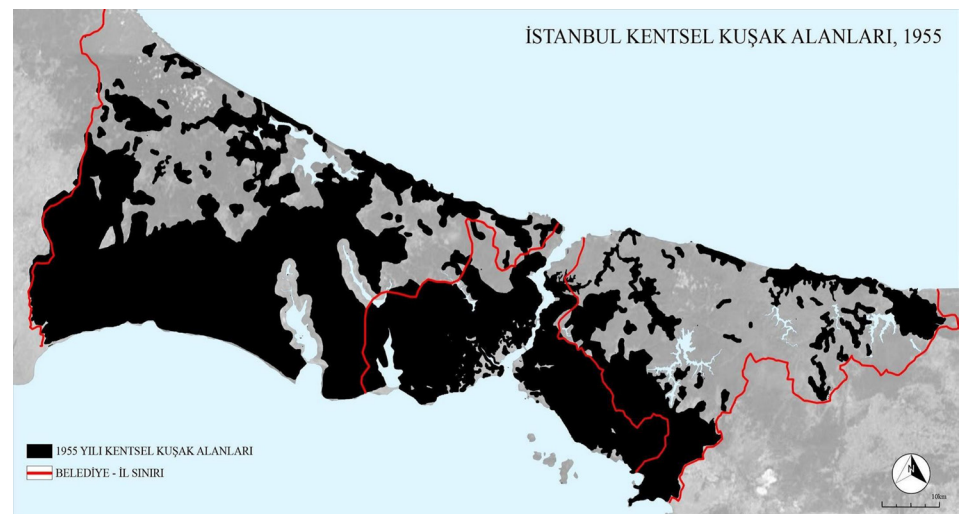 İSTANBUL KENTSEL KUŞAK ALANLARI, 1955
1955 YILI KENTSEL KUŞAK ALANLARI
BELEDİYE - İL SINIRI
N
10km